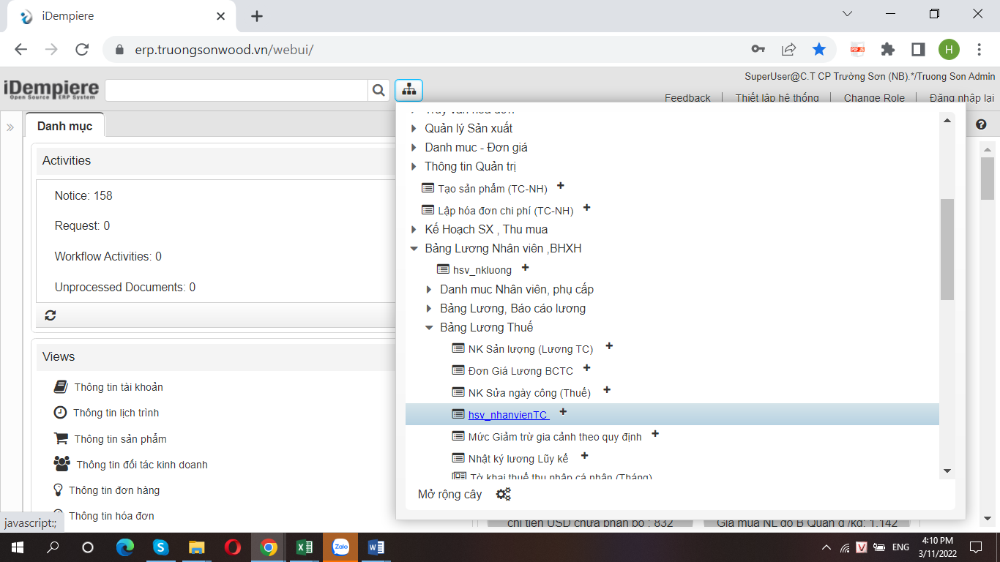 iDempiere
erp.truongsonwood.vn/webui/
PDF JS
H
iDempiere
Open Source ERP System
SuperUser@C.T CP Trường Sơn (NB).*/Truong Son Admin
Feedback
Thiết lập hệ thống
Change Role
Đăng nhập lại
Danh mục
Activities
Notice: 158
Request: 0
Workflow Activities: 0
Unprocessed Documents: 0
Views
Thông tin tài khoản
Thông tin lịch trình
Thông tin sản phẩm
Thông tin đối tác kinh doanh
Thông tin đơn hàng
Thông tin hóa đơn
javascript:;
Truy vấn hóa đơn
Quản lý Sản xuất
Danh muc - Đơn giá
Thông tin Quản trị
Tạo sản phẩm (TC-NH)
Lập hóa đơn chi phí (TC-NH)
Kế Hoạch SX , Thu mua
Bảng Lương Nhân viên ,BHXH
hsv_nkluong
Danh muc Nhân viên, phụ cấp
Bảng Lương, Báo cáo lương
Bảng Lương Thuế
NK Sản lượng (Lương TC)
Đơn Giá Lương BCTC
NK Sửa ngày công (Thuế)
hsv_nhanvienTC
Mức Giảm trừ gia cảnh theo quy định
Nhật ký lương Lũy kế
Tờ khai thuế thu nhập cá nhân (Tháng)
Mở rộng cây
chi tiền USD chưa phân bổ : 832
Giá mua NL do B Quân đ/kg: 1.142
Zalo
ENG
4:10 PM
3/11/2022